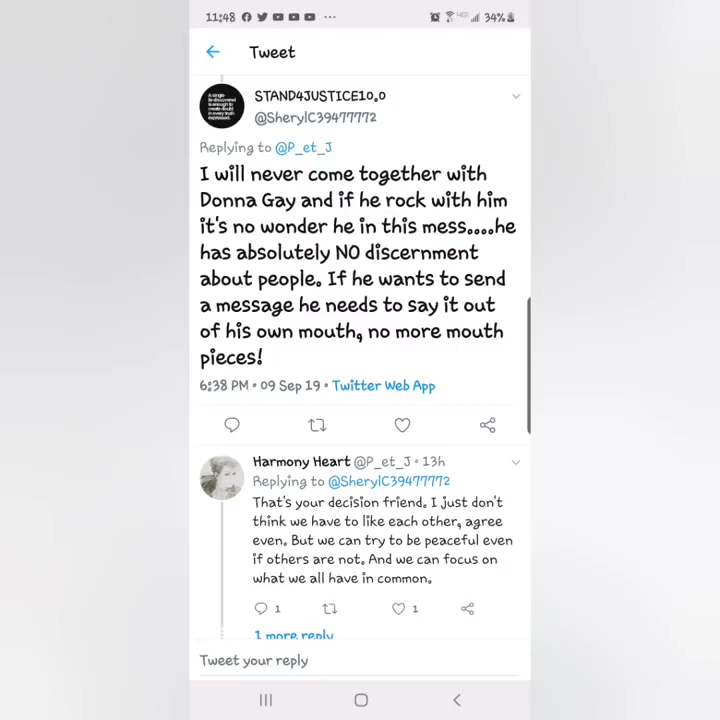 11:48
34%
Tweet
A single
STAND4JUSTICE10.0
@SherylC39477772
Replying to @P_et_J
I will never come together with
Donna Gay and if he rock with him
it's no wonder he in this mess....he
has absolutely NO discernment
about people. If he wants to send
a message he needs to say it out
of his own mouth, no more mouth
pieces!
6:38 PM • 09 Sep 19 • Twitter Web App
Harmony Heart @P_et_J • 13h
Replying to @SherylC39477772
That's your decision friend. I just don't
think we have to like each other, agree
even. But we can try to be peaceful even
if others are not. And we can focus on
what we all have in common.
1 1
1 more reply
Tweet your reply